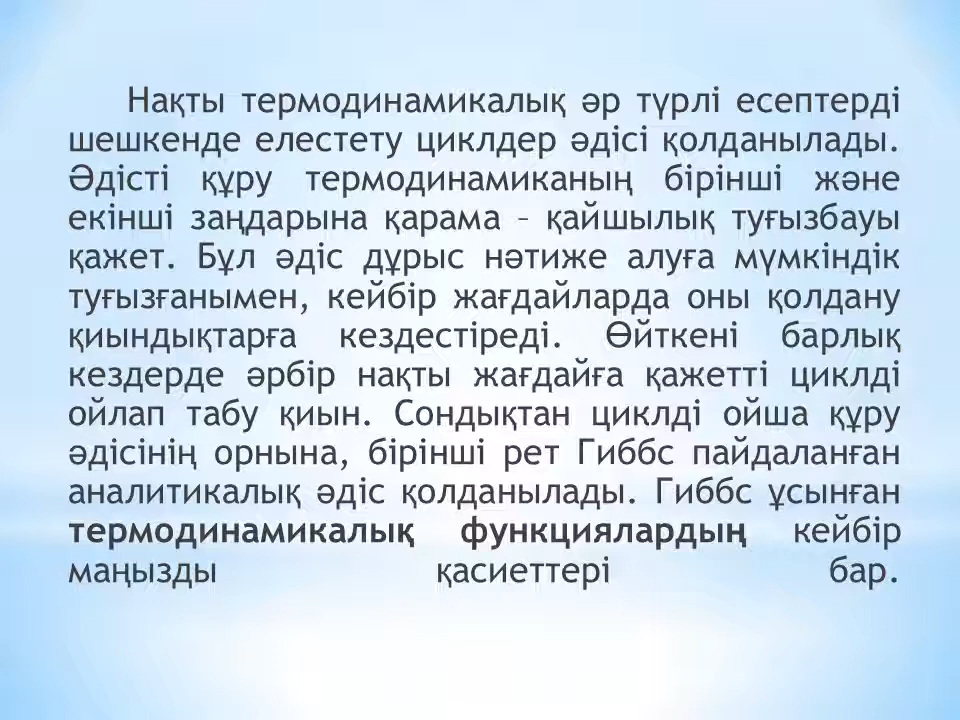 Нақты термодинамикалық әр түрлі есептерді
шешкенде елестету циклдер әдісі қолданылады.
Әдісті құру термодинамиканың бірінші және
екінші заңдарына қарама – қайшылық туғызбауы
қажет. Бұл әдіс дұрыс нәтиже алуға мүмкіндік
туғызғанымен, кейбір жағдайларда оны қолдану
қиындықтарға кездестіреді. Өйткені барлық
кездерде әрбір нақты жағдайға қажетті циклді
ойлап табу қиын. Сондықтан циклді ойша құру
әдісінің орнына, бірінші рет Гиббс пайдаланған
аналитикалық әдіс қолданылады. Гиббс ұсынған
термодинамикалық функциялардың кейбір
маңызды қасиеттері бар.